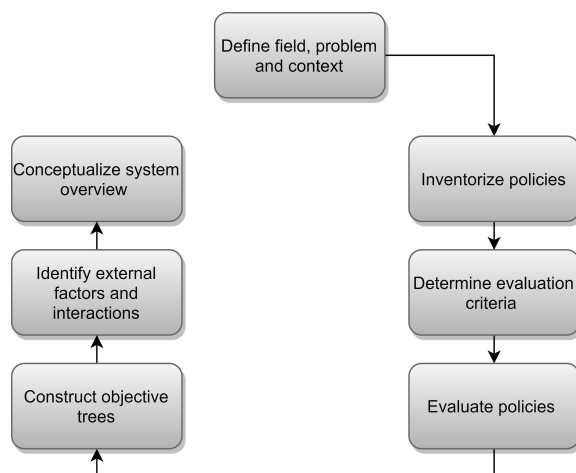 Define field, problem
and context
Inventorize policies
Determine evaluation
criteria
Evaluate policies
Conceptualize system
overview
Identify external
factors and
interactions
Construct objective
trees